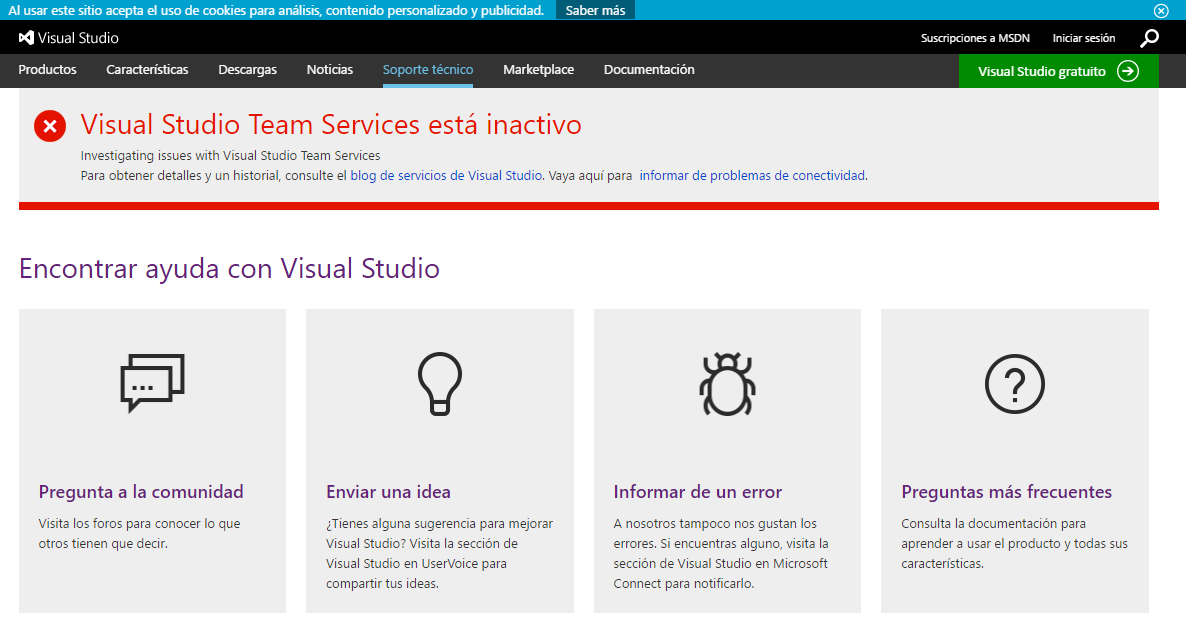 Al usar este sitio acepta el uso de cookies para análisis, contenido personalizado y publicidad. Saber más
Visual Studio
Suscripciones a MSDN Iniciar sesión
Productos Características Descargas Noticias Soporte técnico Marketplace Documentación Visual Studio gratuito
Visual Studio Team Services está inactivo
Investigating issues with Visual Studio Team Services
Para obtener detalles y un historial, consulte el blog de servicios de Visual Studio. Vaya aquí para informar de problemas de conectividad.
Encontrar ayuda con Visual Studio
Pregunta a la comunidad
Visita los foros para conocer lo que
otros tienen que decir.
Enviar una idea
¿Tienes alguna sugerencia para mejorar
Visual Studio? Visita la sección de
Visual Studio en UserVoice para
compartir tus ideas.
Informar de un error
A nosotros tampoco nos gustan los
errores. Si encuentras alguno, visita la
sección de Visual Studio en Microsoft
Connect para notificarlo.
?
Preguntas más frecuentes
Consulta la documentación para
aprender a usar el producto y todas sus
características.